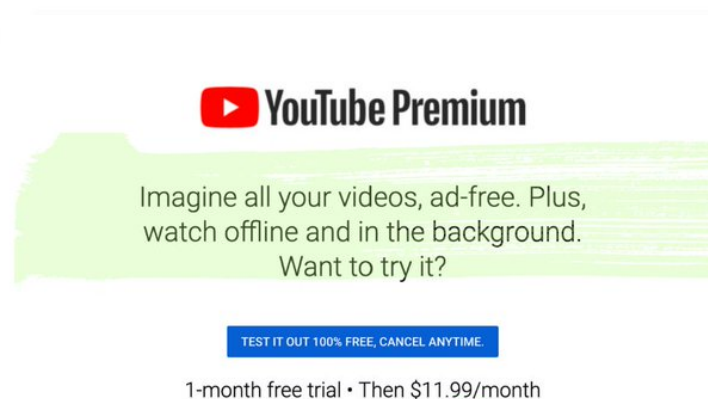 YouTube Premium
Imagine all your videos, ad-free. Plus,
watch offline and in the background.
Want to try it?
TEST IT OUT 100% FREE, CANCEL ANYTIME.
1-month free trial • Then $11.99/month